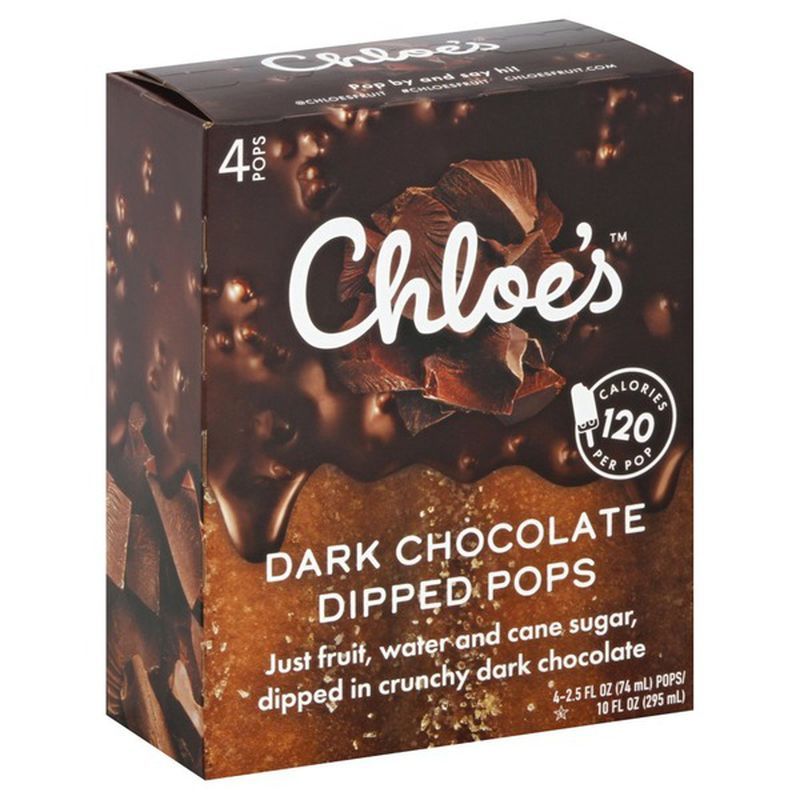 Chloe's
Pop by and say hi!
@CHLOESFRUIT #CHLOESFRUIT CHLOESFRUIT.COM
4 POPS
Chloe's™
CALORIES
120
PER POP
DARK CHOCOLATE
DIPPED POPS
Just fruit, water and cane sugar,
dipped in crunchy dark chocolate
4-2.5 FL OZ (74 mL) POPS/
10 FL OZ (295 mL)